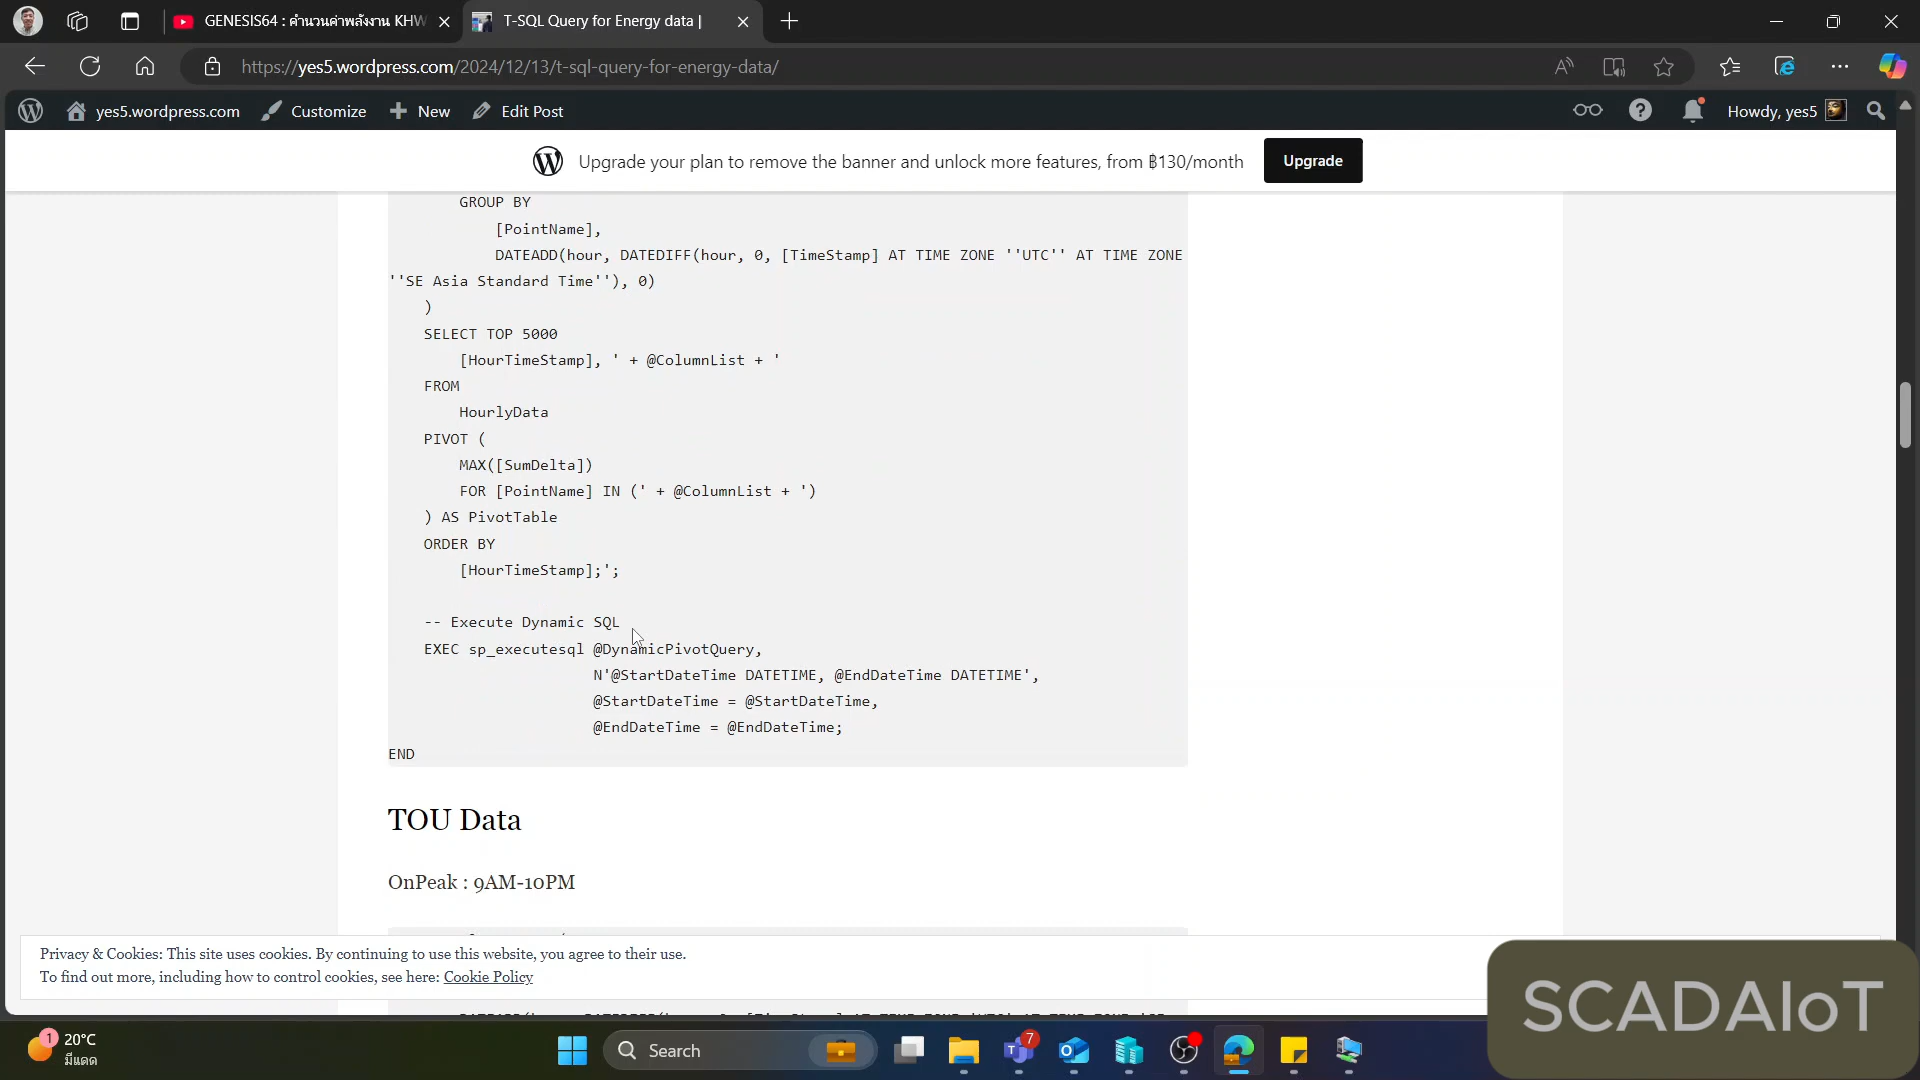 GENESIS64 : คำนวนค่าพลังงาน KHW
T-SQL Query for Energy data |
https://yes5.wordpress.com/2024/12/13/t-sql-query-for-energy-data/
yes5.wordpress.com
Customize
New
Edit Post
Howdy, yes5
Upgrade your plan to remove the banner and unlock more features, from ฿130/month
Upgrade
GROUP BY
[PointName],
DATEADD(hour, DATEDIFF(hour, 0, [TimeStamp] AT TIME ZONE ''UTC'' AT TIME ZONE
''SE Asia Standard Time''), 0)
)
SELECT TOP 5000
[HourTimeStamp], ' + @ColumnList + '
FROM
HourlyData
PIVOT (
MAX([SumDelta])
FOR [PointName] IN (' + @ColumnList + ')
) AS PivotTable
ORDER BY
[HourTimeStamp];';
-- Execute Dynamic SQL
EXEC sp_executesql @DynamicPivotQuery,
N'@StartDateTime DATETIME, @EndDateTime DATETIME',
@StartDateTime = @StartDateTime,
@EndDateTime = @EndDateTime;
END
TOU Data
OnPeak : 9AM-10PM
Privacy & Cookies: This site uses cookies. By continuing to use this website, you agree to their use.
To find out more, including how to control cookies, see here: Cookie Policy
SCADAIoT
1
20°C
มีแดด
Search
7